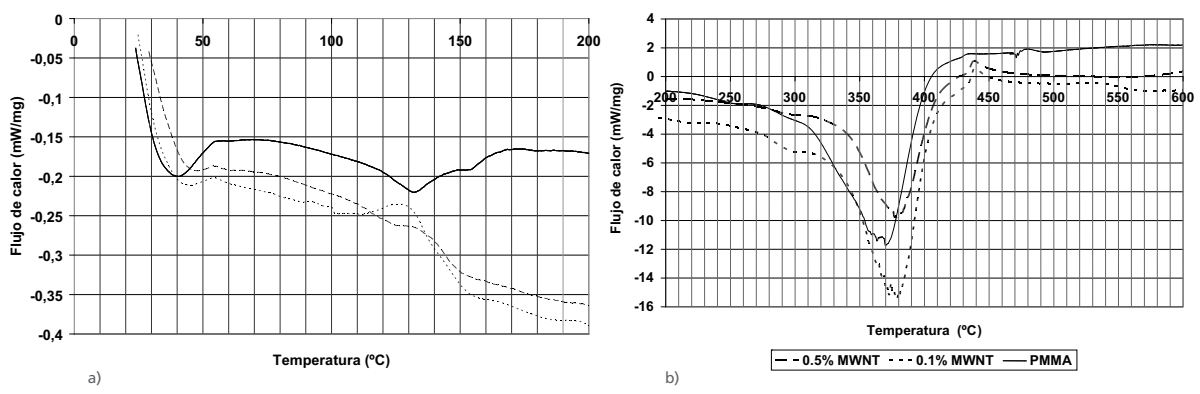 0
0 50 100 150 200
-0,05
-0,1
-0,15
-0,2
-0,25
-0,3
-0,35
-0,4
Flujo de calor (mW/mg)
Temperatura (ºC)
a)
4
2
0
200 250 300 350 400 450 500 550 600
-2
-4
-6
-8
-10
-12
-14
-16
Flujo de calor (mW/mg)
Temperatura (ºC)
0.5% MWNT 0.1% MWNT PMMA
b)